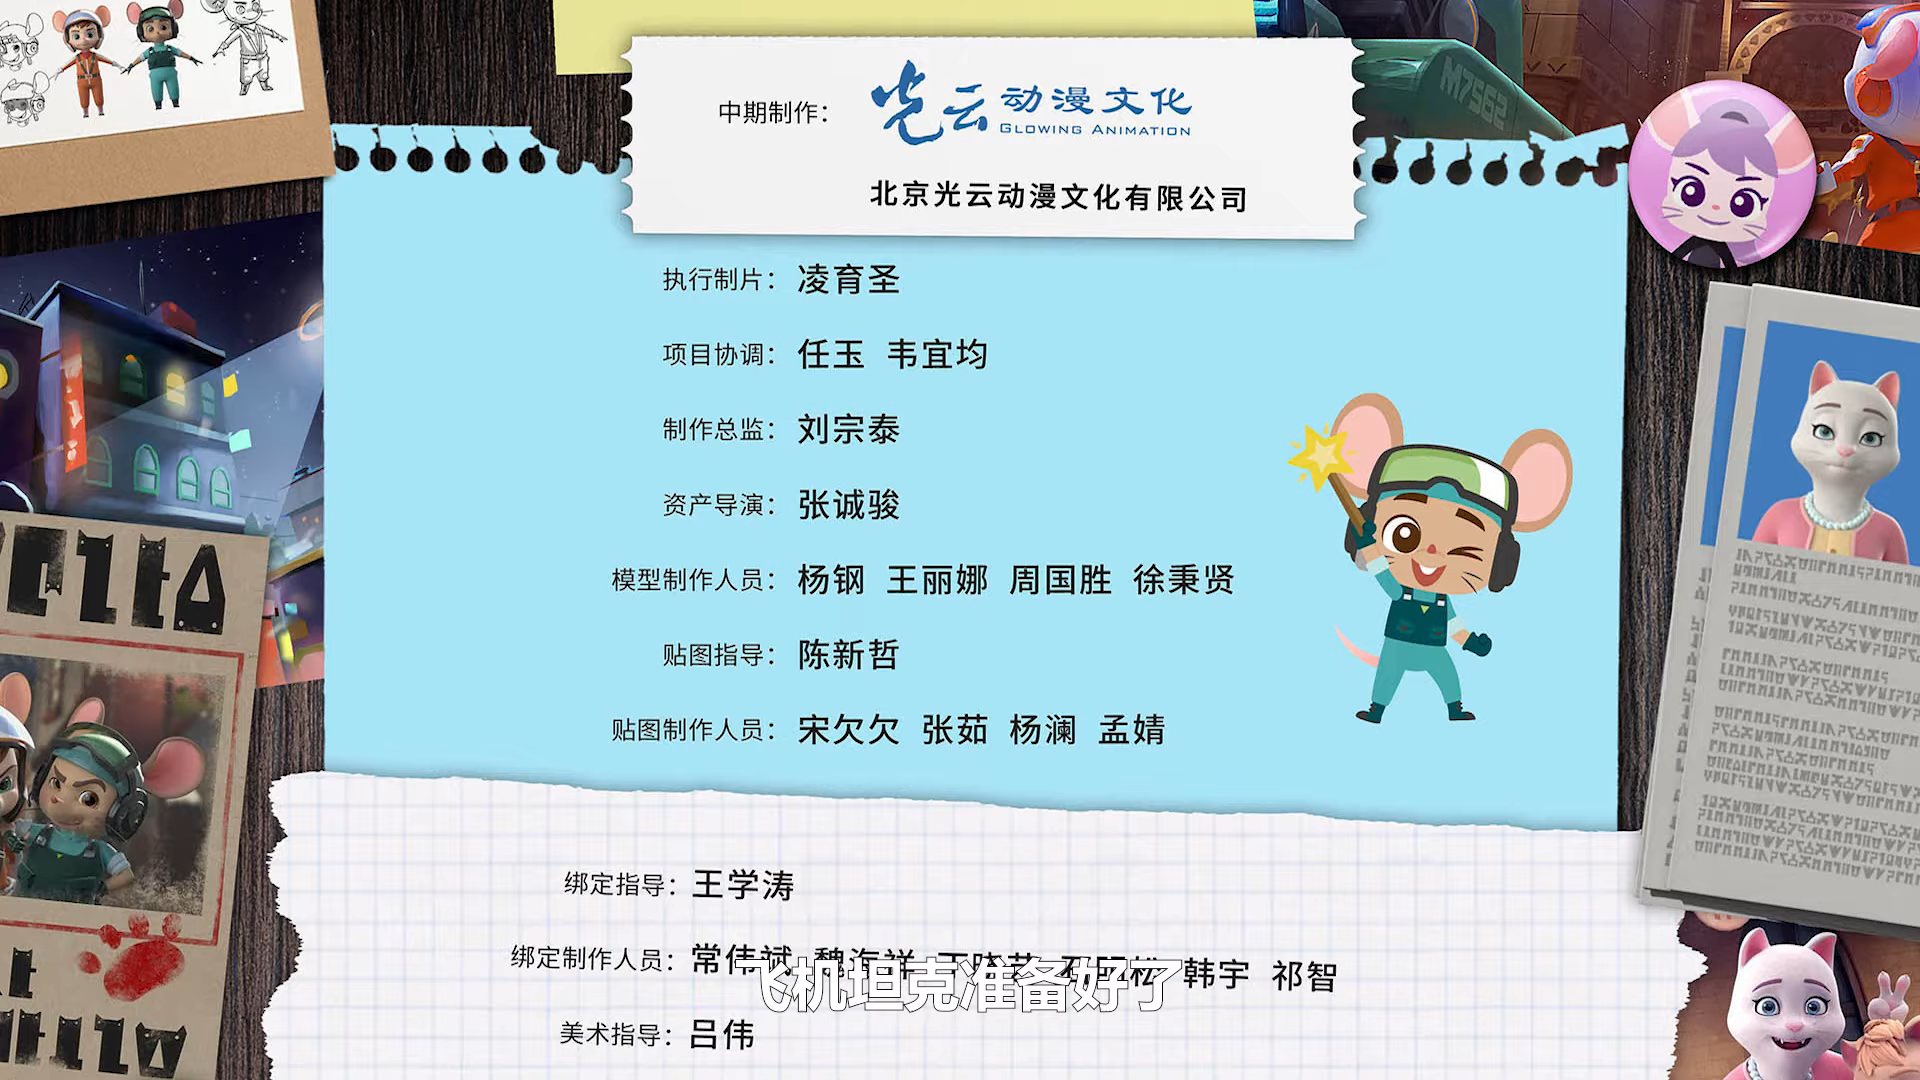 M7562
中期制作：
光云动漫文化
GLOWING ANIMATION
北京光云动漫文化有限公司
执行制片： 凌育圣
项目协调： 任玉 韦宜均
制作总监： 刘宗泰
资产导演： 张诚骏
模型制作人员： 杨钢 王丽娜 周国胜 徐秉贤
贴图指导： 陈新哲
贴图制作人员： 宋欠欠 张茹 杨澜 孟婧
绑定指导： 王学涛
绑定制作人员： 常伟斌 魏海祥 韩宇 祁智
飞机坦克准备好了
美术指导： 吕伟